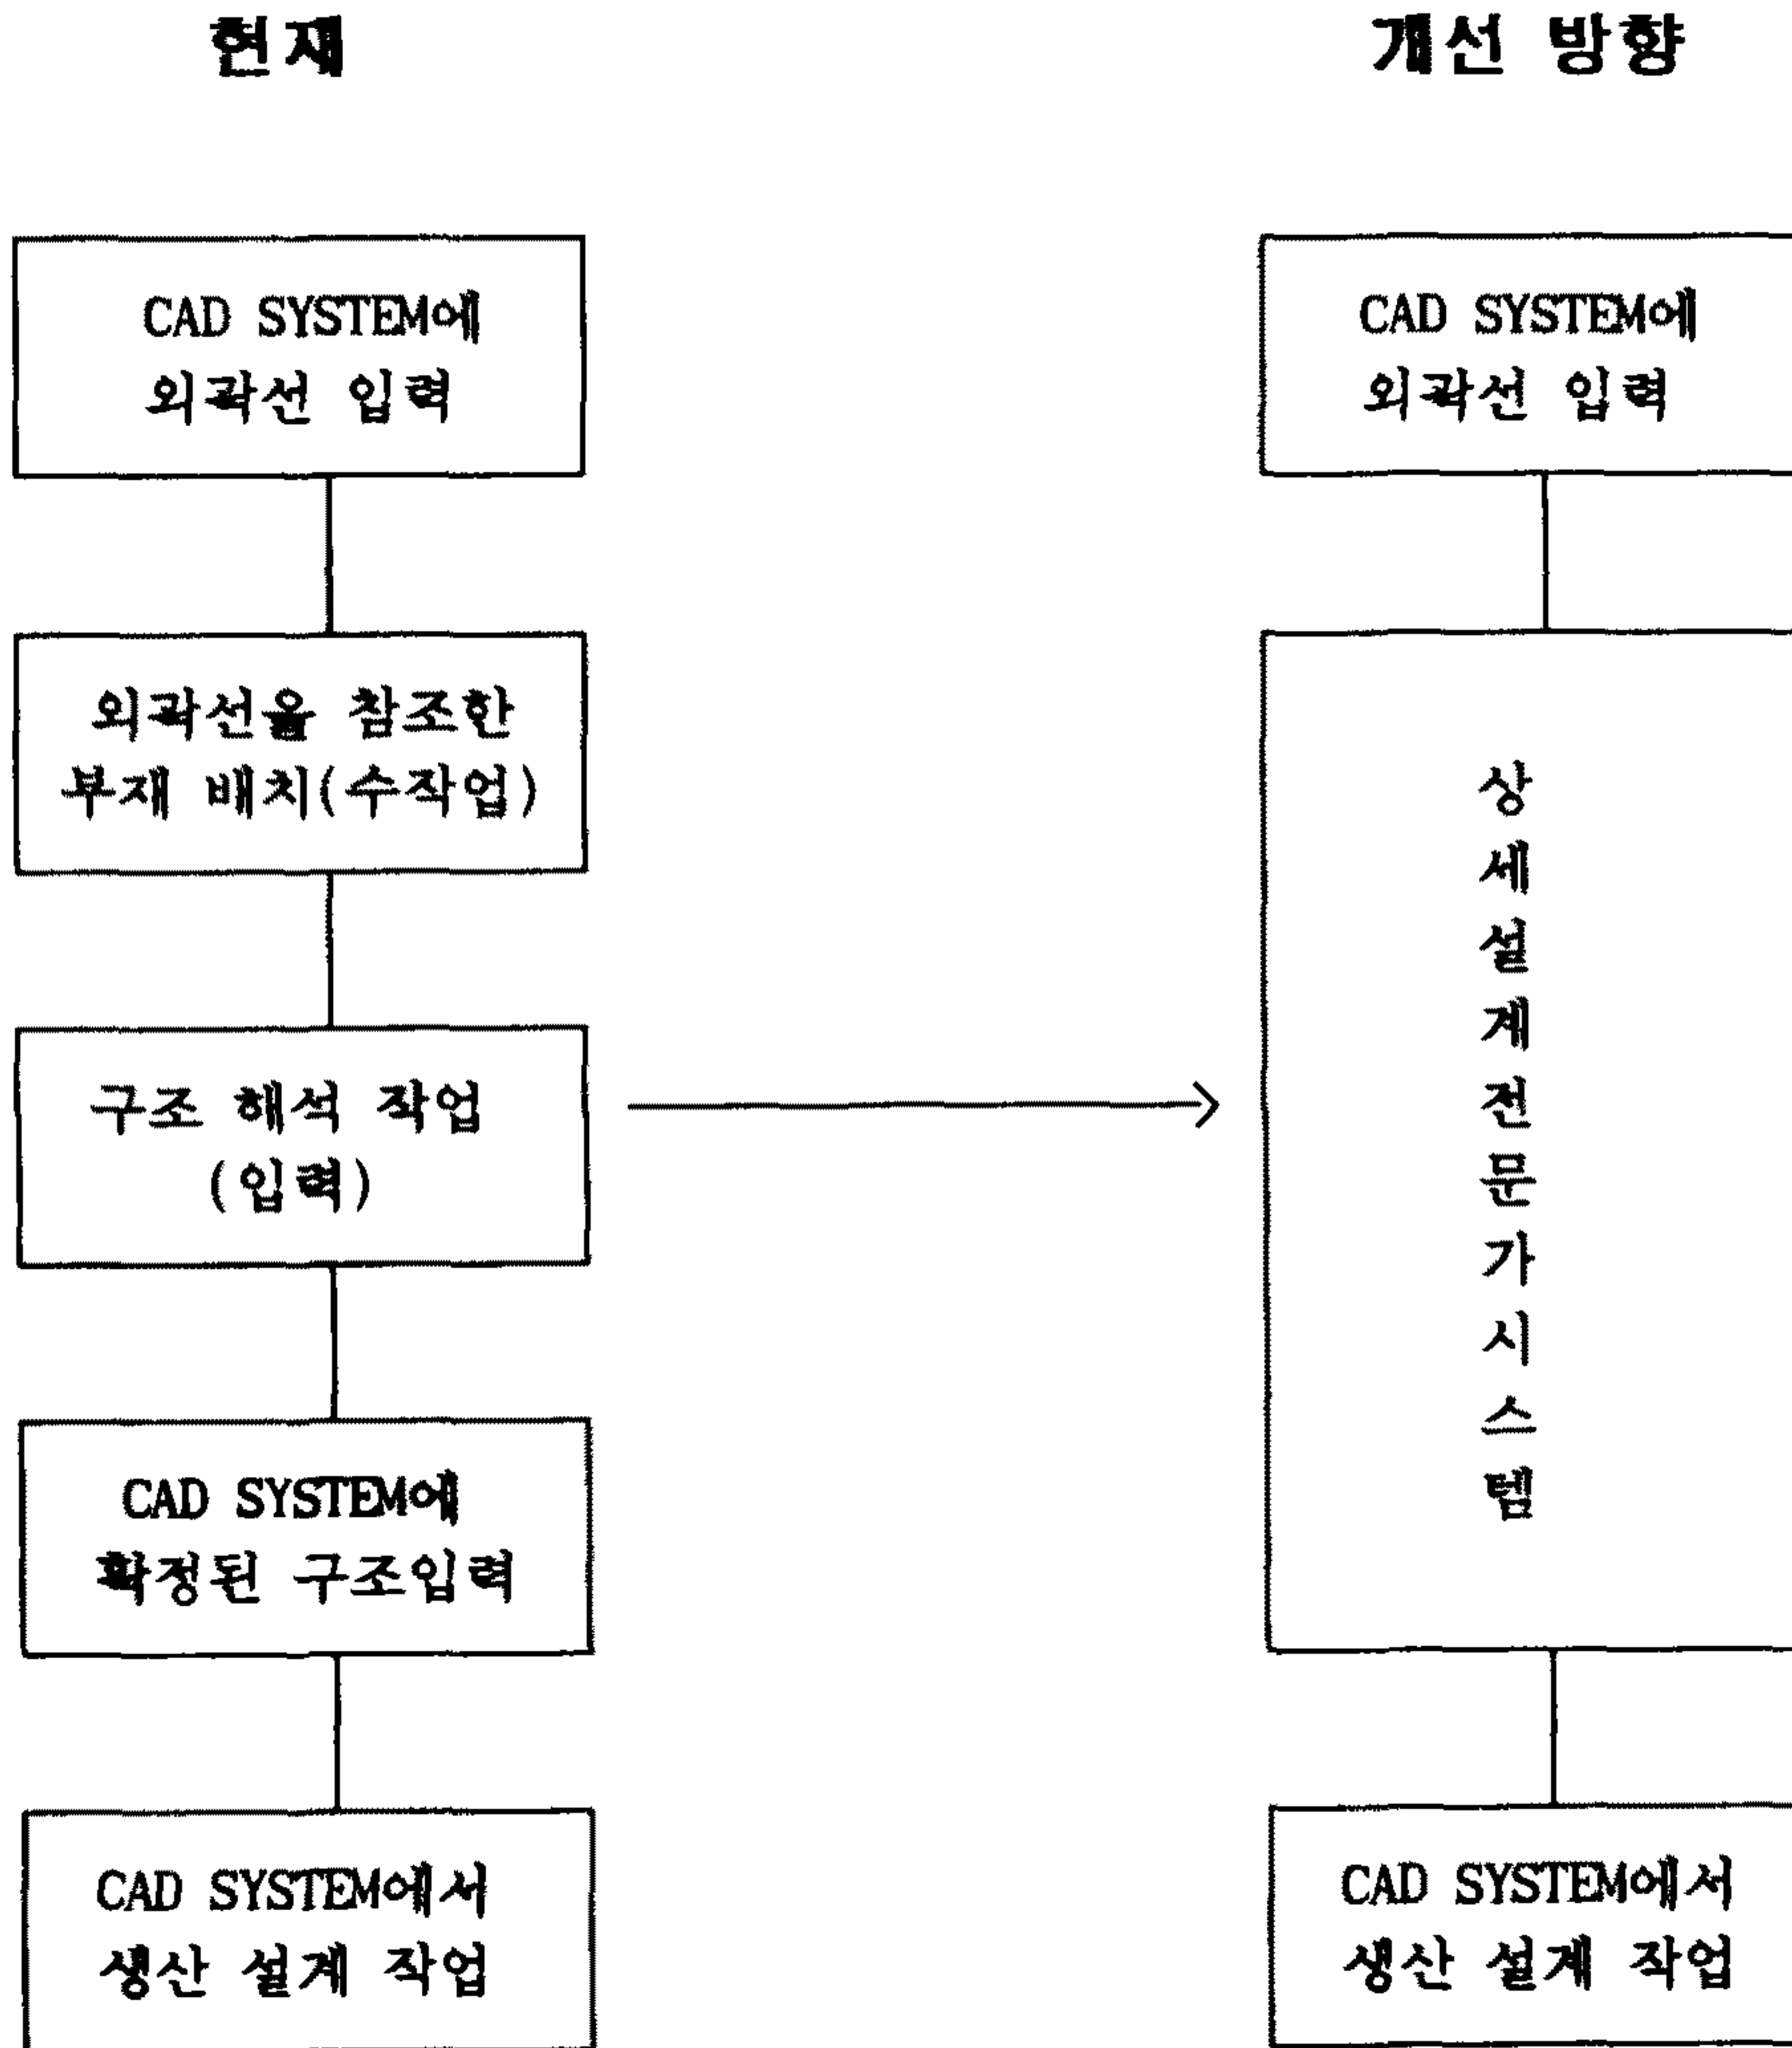 현재
CAD SYSTEM에
외곽선 입력
외곽선을 참조한
부재 배치(수작업)
구조 해석 작업
(입력)
CAD SYSTEM에
확정된 구조입력
CAD SYSTEM에서
생산 설계 작업
개선 방향
CAD SYSTEM에
외곽선 입력
상
세
설
계
전
문
가
시
스
템
CAD SYSTEM에서
생산 설계 작업